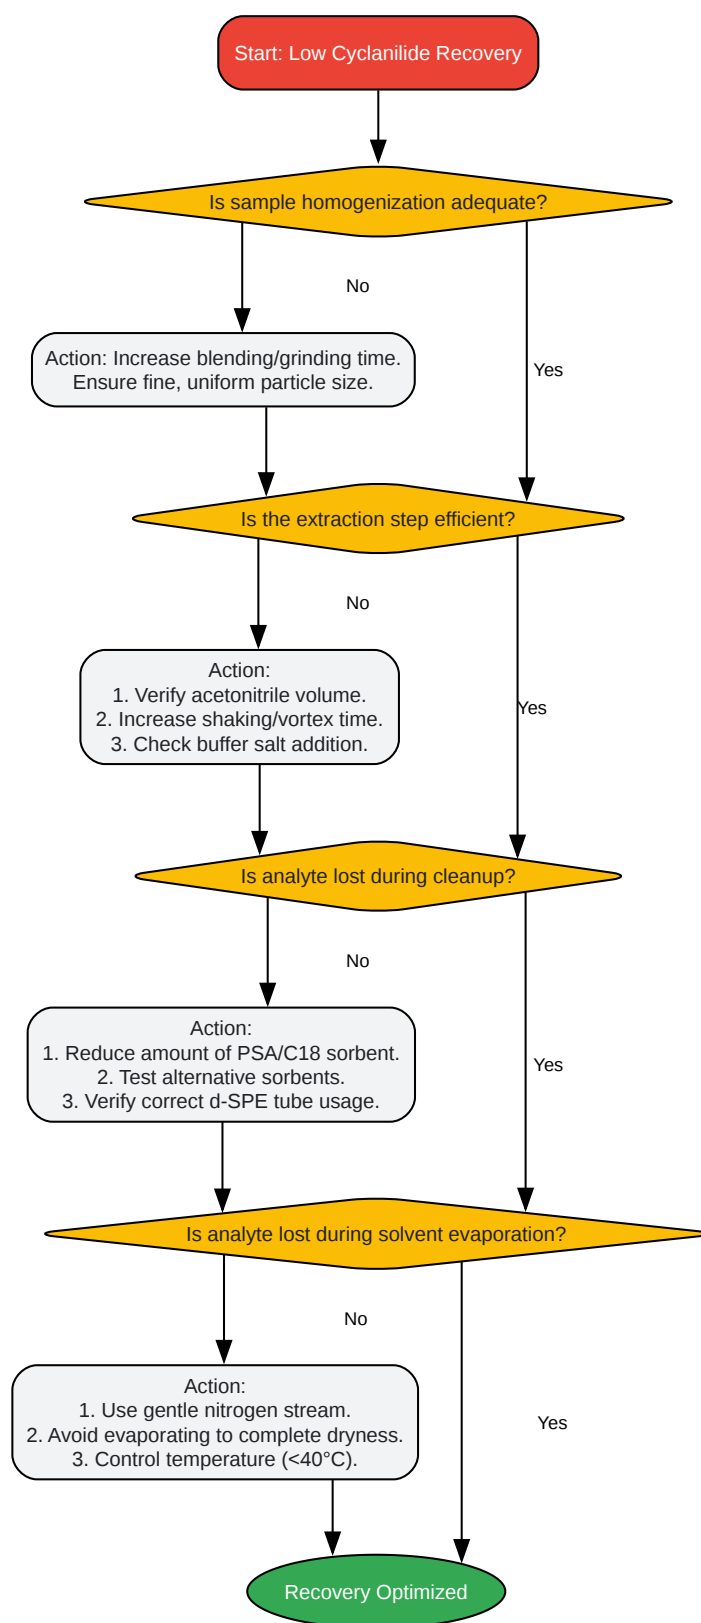 Start: Low Cyclanilide Recovery
Is sample homogenization adequate?
No
Action: Increase blending/grinding time.
Ensure fine, uniform particle size.
Yes
Is the extraction step efficient?
No
Action:
1. Verify acetonitrile volume.
2. Increase shaking/vortex time.
3. Check buffer salt addition.
Yes
Is analyte lost during cleanup?
No
Action:
1. Reduce amount of PSA/C18 sorbent.
2. Test alternative sorbents.
3. Verify correct d-SPE tube usage.
Yes
Is analyte lost during solvent evaporation?
No
Action:
1. Use gentle nitrogen stream.
2. Avoid evaporating to complete dryness.
3. Control temperature (<40°C).
Yes
Recovery Optimized